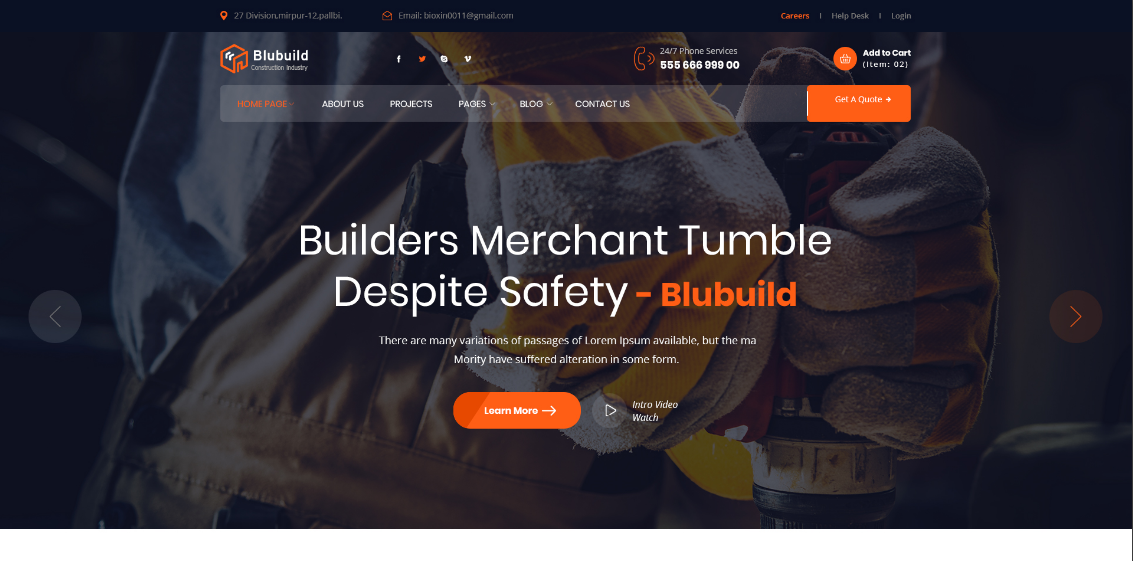 27 Division,mirpur-12,pallbi.
Email: bioxin0011@gmail.com
Careers | Help Desk | Login
Blubuild
Construction Industry
24/7 Phone Services
555 666 999 00
Add to Cart
(Item: 02)
HOME PAGE
ABOUT US
PROJECTS
PAGES
BLOG
CONTACT US
Get A Quote
Builders Merchant Tumble
Despite Safety - Blubuild
There are many variations of passages of Lorem Ipsum available, but the ma
Mority have suffered alteration in some form.
Learn More
Intro Video
Watch